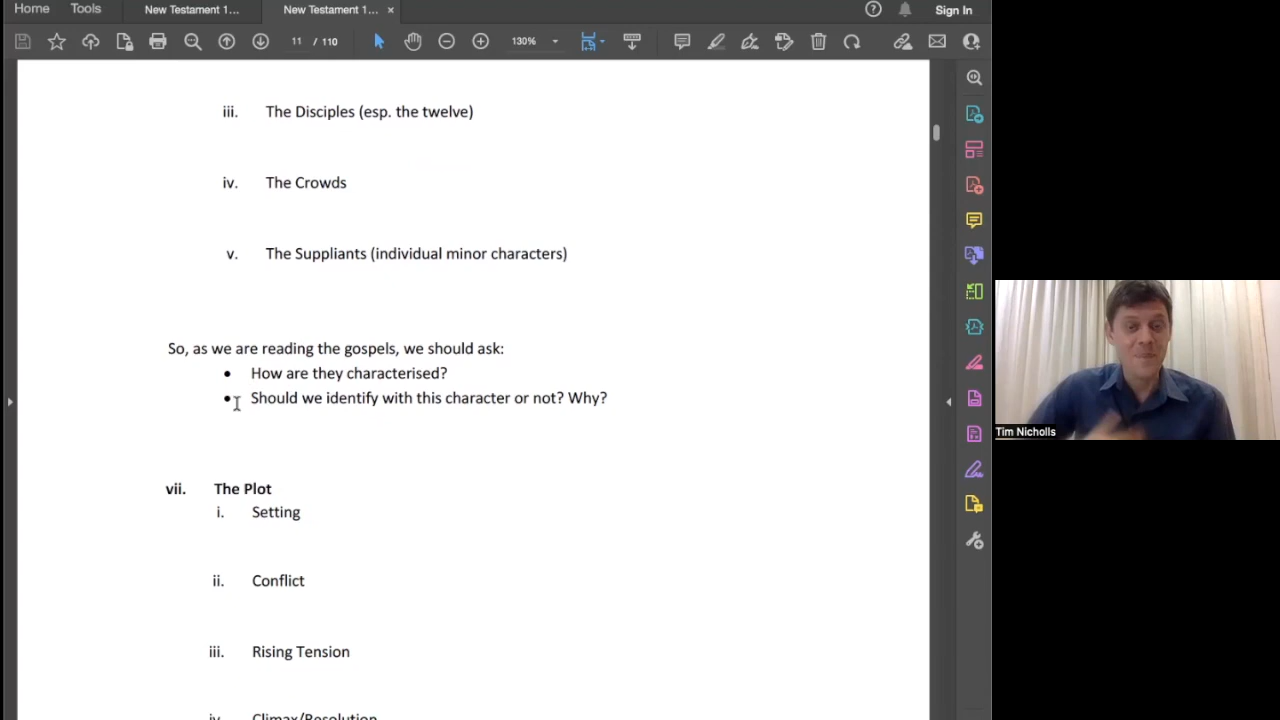 Home Tools New Testament 1... New Testament 1... × ? Sign In
11 / 110 130%
iii. The Disciples (esp. the twelve)
iv. The Crowds
v. The Suppliants (individual minor characters)
So, as we are reading the gospels, we should ask:
• How are they characterised?
• Should we identify with this character or not? Why?
Tim Nicholls
vii. The Plot
i. Setting
ii. Conflict
iii. Rising Tension
iv. Climax/Resolution